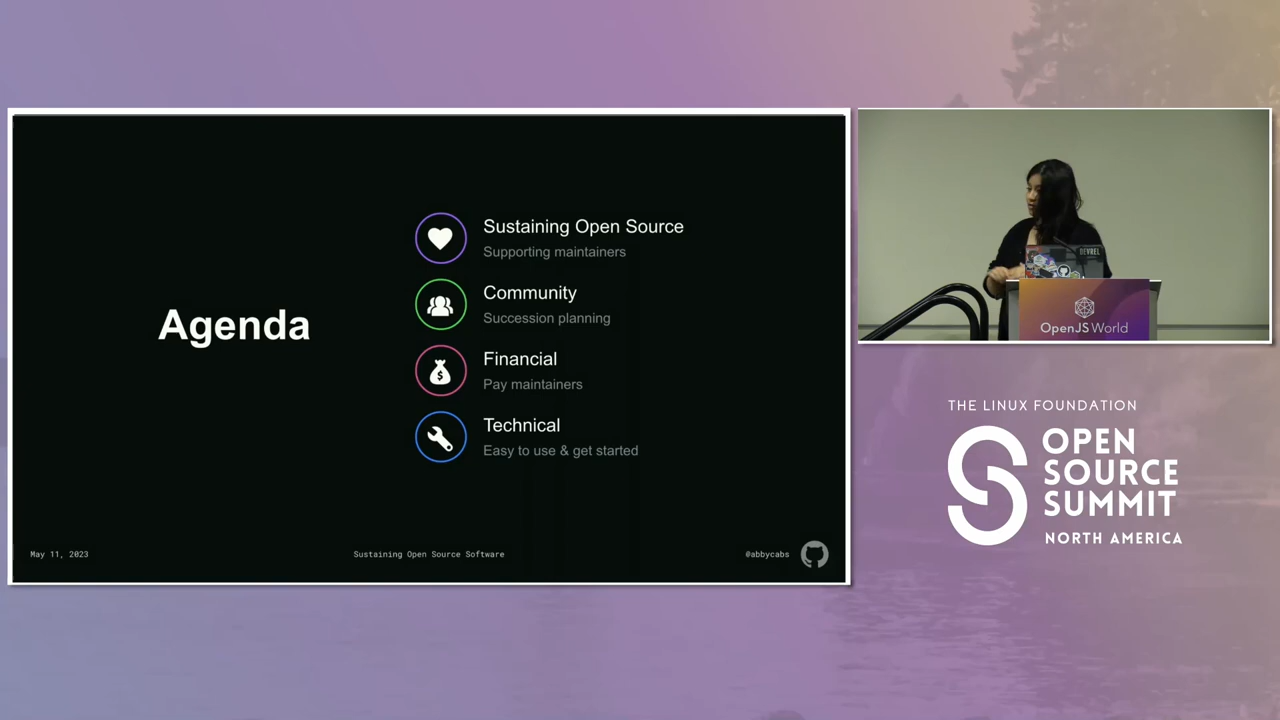 Agenda
Sustaining Open Source
Supporting maintainers
Community
Succession planning
Financial
Pay maintainers
Technical
Easy to use & get started
May 11, 2023
Sustaining Open Source Software
@abbycabs
DEVREL
OpenJS World
THE LINUX FOUNDATION
OPEN
SOURCE
SUMMIT
NORTH AMERICA